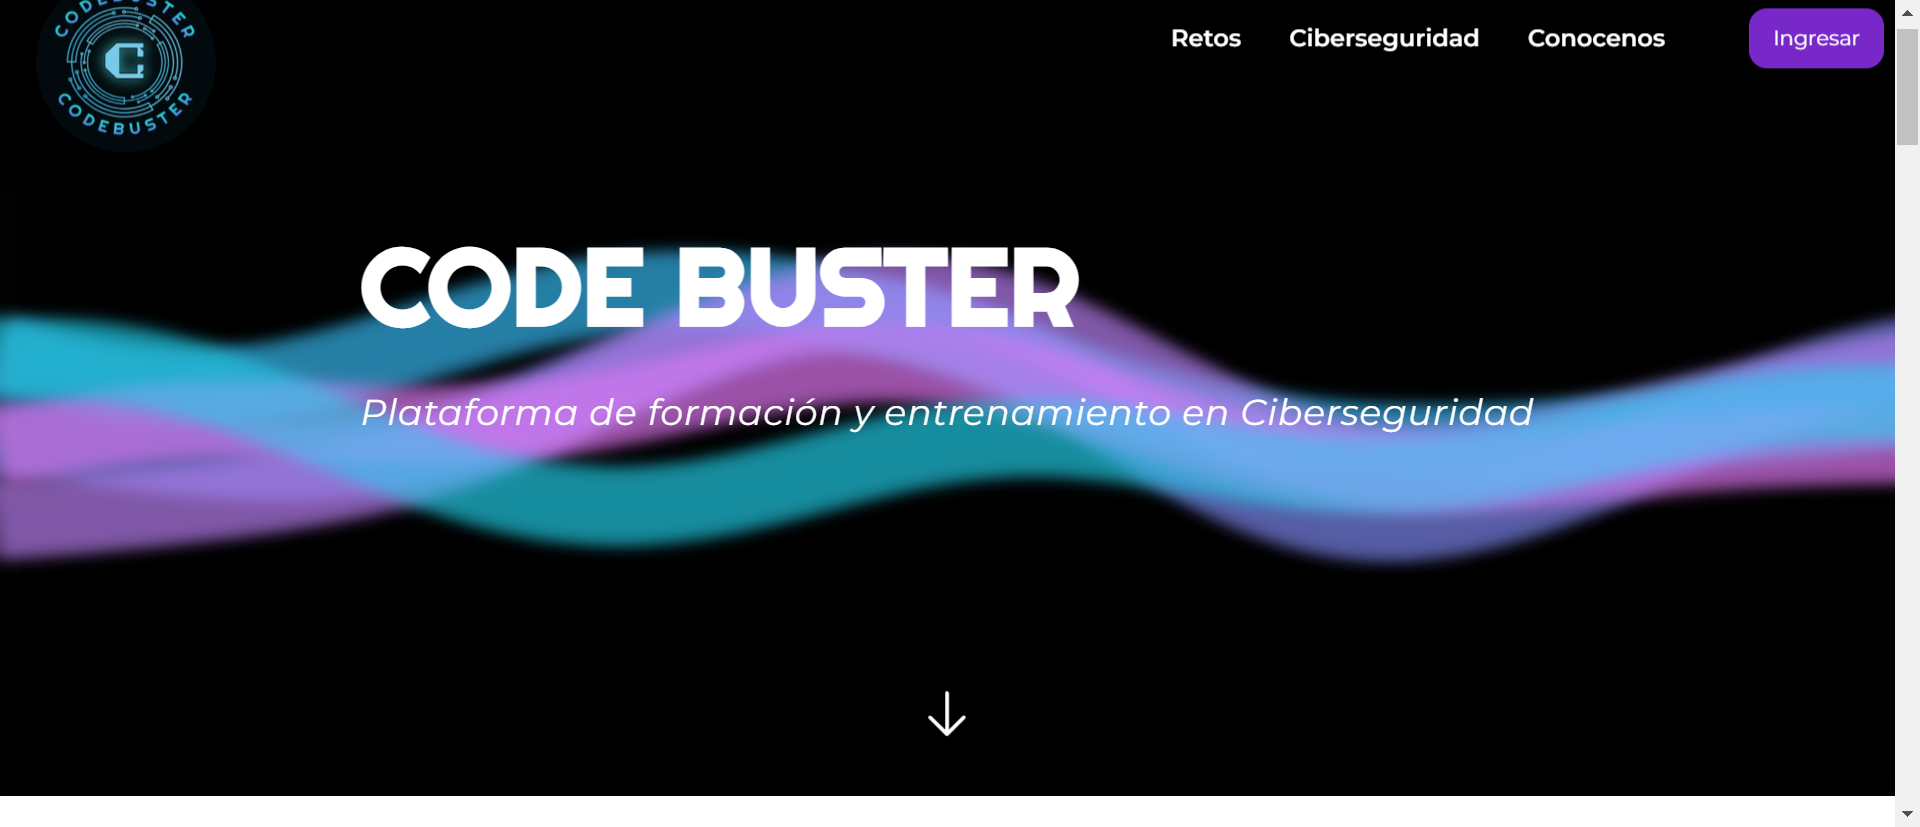 CODEBUSTER
C
CODEBUSTER
Retos
Ciberseguridad
Conocenos
Ingresar
CODE BUSTER
Plataforma de formación y entrenamiento en Ciberseguridad